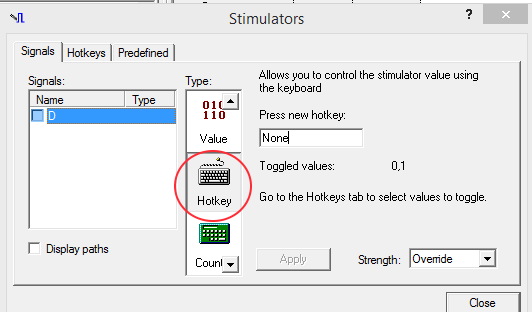 Stimulators
Signals Hotkeys Predefined
Signals:
Name Type
D
Display paths
Type:
010
110
Value
Hotkey
Allows you to control the stimulator value using
the keyboard
Press new hotkey:
None
Toggled values: 0,1
Go to the Hotkeys tab to select values to toggle.
Apply
Strength: Override
Close